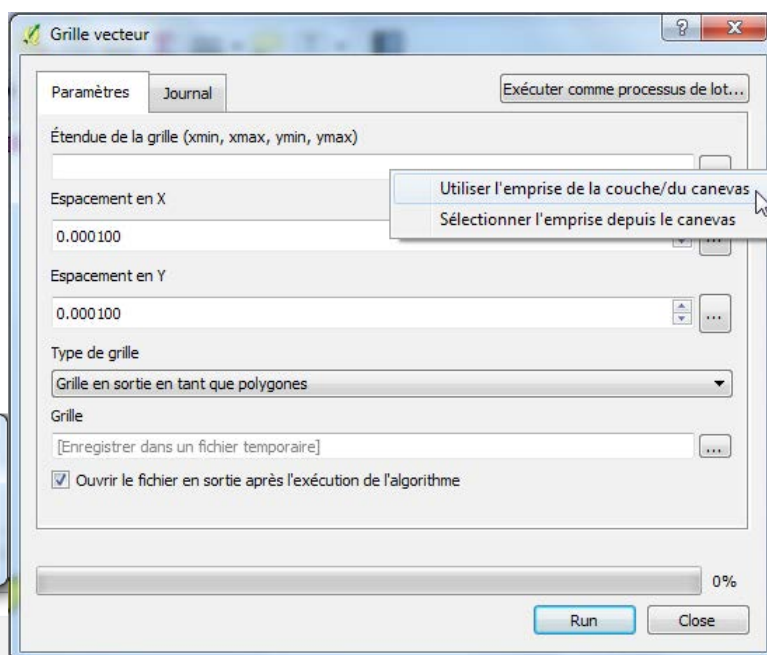 Grille vecteur
Paramètres
Journal
Exécuter comme processus de lot...
Étendue de la grille (xmin, xmax, ymin, ymax)
...
Utiliser l'emprise de la couche/du canevas
Sélectionner l'emprise depuis le canevas
Espacement en X
0.000100
...
Espacement en Y
0.000100
...
Type de grille
Grille en sortie en tant que polygones
Grille
[Enregistrer dans un fichier temporaire]
...
Ouvrir le fichier en sortie après l'exécution de l'algorithme
0%
Run
Close